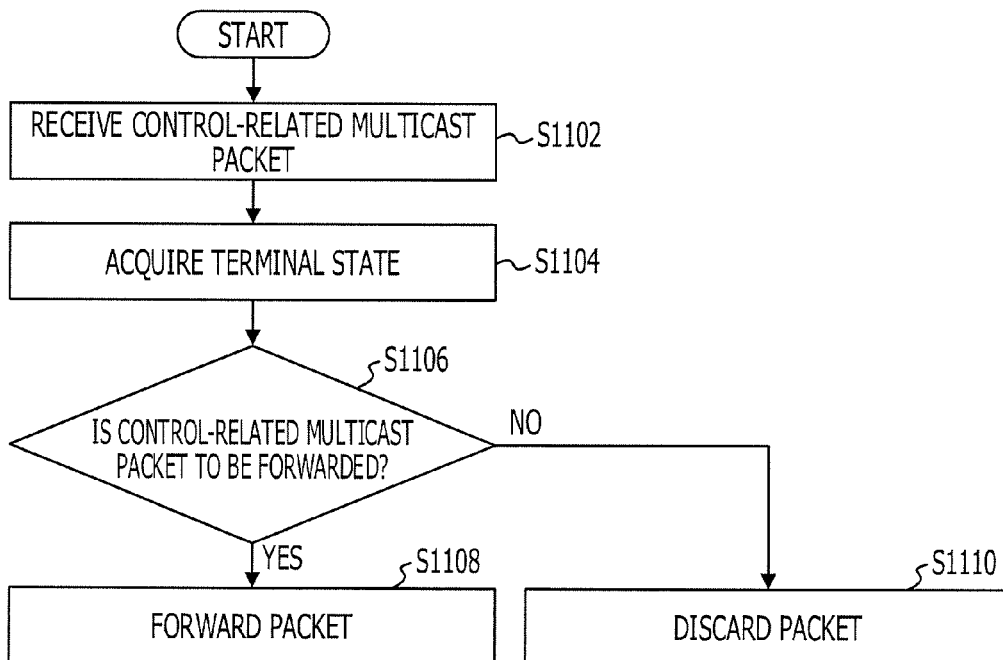 START
RECEIVE CONTROL-RELATED MULTICAST
PACKET
S1102
ACQUIRE TERMINAL STATE
S1104
S1106
IS CONTROL-RELATED MULTICAST
PACKET TO BE FORWARDED?
NO
YES
S1108
FORWARD PACKET
S1110
DISCARD PACKET